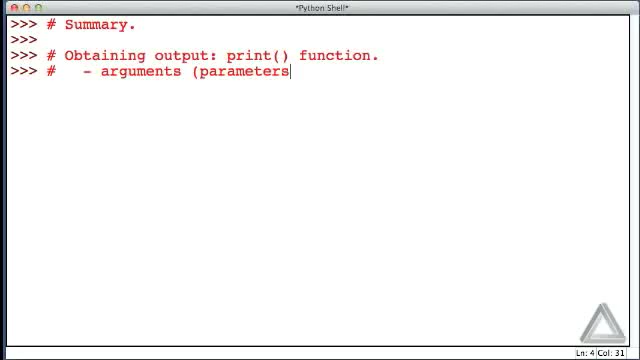 *Python Shell*
>>> # Summary.
>>>
>>> # Obtaining output: print() function.
>>> #   - arguments (parameters
Ln: 4 Col: 31